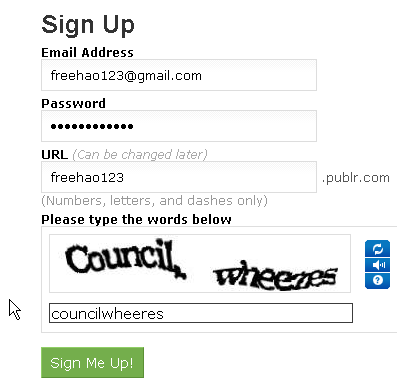 Sign Up
Email Address
freehao123@gmail.com
Password
••••••••••••
URL (Can be changed later)
freehao123 .publr.com
(Numbers, letters, and dashes only)
Please type the words below
Council, wheezes
councilwheeres
Sign Me Up!